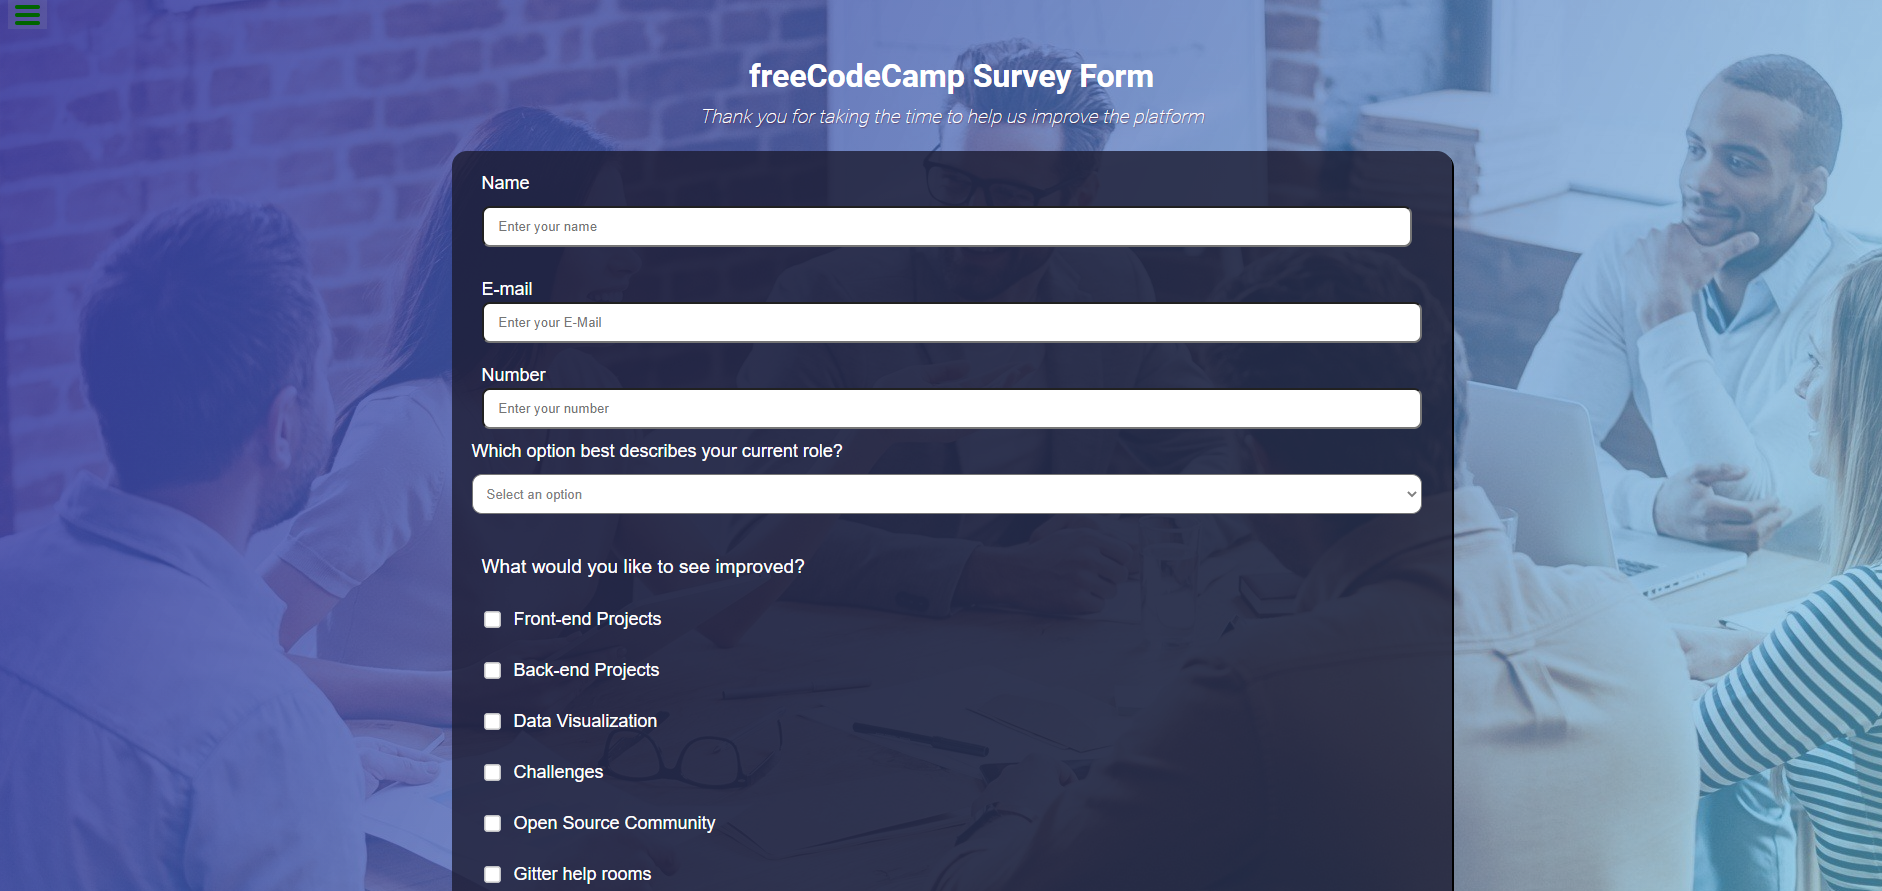 freeCodeCamp Survey Form
Thank you for taking the time to help us improve the platform
Name
Enter your name
E-mail
Enter your E-Mail
Number
Enter your number
Which option best describes your current role?
Select an option
What would you like to see improved?
Front-end Projects
Back-end Projects
Data Visualization
Challenges
Open Source Community
Gitter help rooms